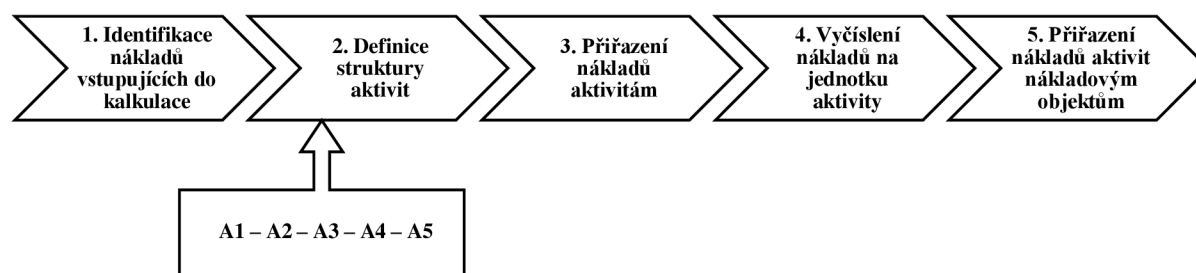 1. Identifikace
nákladů
vstupujících do
kalkulace
2. Definice
struktury
aktivit
3. Přiřazení
nákladů
aktivitám
4. Vyčíslení
nákladů na
jednotku
aktivity
5. Přiřazení
nákladů aktivit
nákladovým
objektům
A1 – A2 – A3 – A4 – A5